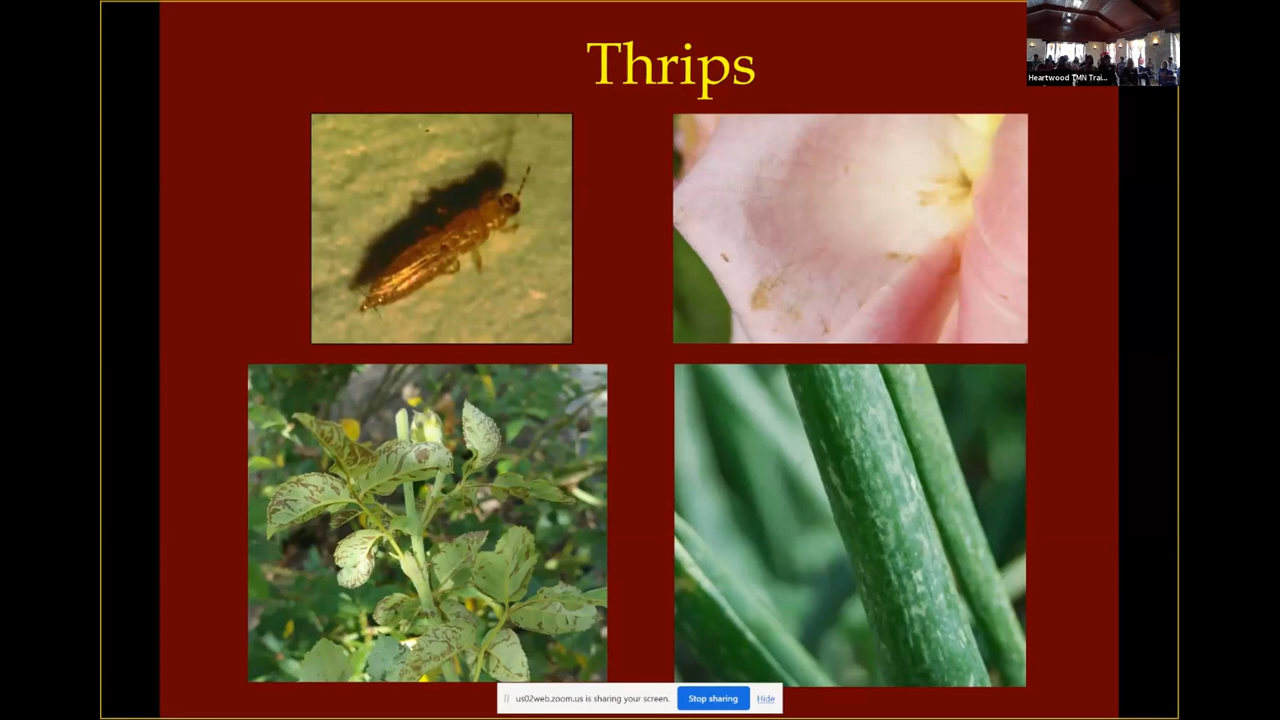 Thrips
Heartwood TMN Trai...
us02web.zoom.us is sharing your screen.
Stop sharing
Hide